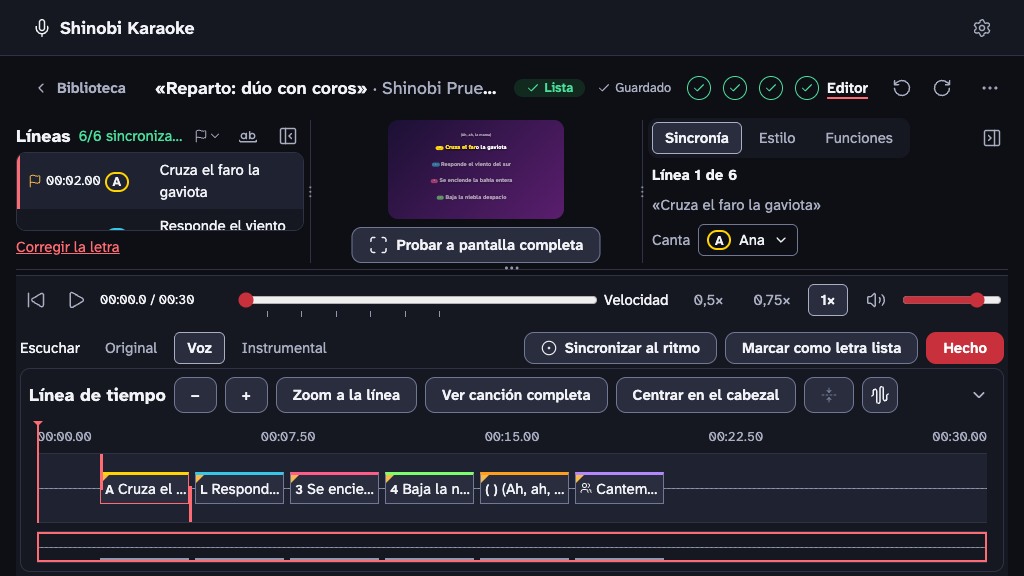 Shinobi Karaoke
Biblioteca
«Reparto: dúo con coros» · Shinobi Prue...
Lista
Guardado
Editor
Líneas 6/6 sincroniza...
ab
00:02.00 A Cruza el faro la gaviota
Responde el viento
Corregir la letra
(Ah, ah, la marea)
Cruza el faro la gaviota
Responde el viento del sur
Se enciende la bahía entera
Baja la niebla despacio
Probar a pantalla completa
Sincronía Estilo Funciones
Línea 1 de 6
«Cruza el faro la gaviota»
Canta A Ana
00:00.0 / 00:30
Velocidad 0,5× 0,75× 1×
Escuchar Original Voz Instrumental
Sincronizar al ritmo
Marcar como letra lista
Hecho
Línea de tiempo
−
+
Zoom a la línea
Ver canción completa
Centrar en el cabezal
00:00.00 00:07.50 00:15.00 00:22.50 00:30.00
A Cruza el ... L Respond... 3 Se encie... 4 Baja la n... ( ) (Ah, ah, ... Cantem...